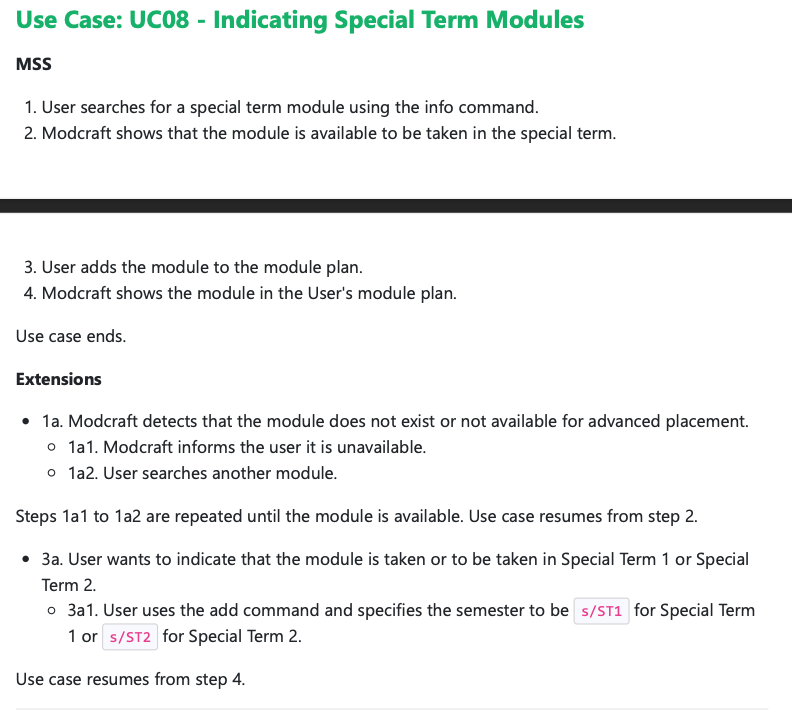 Use Case: UC08 - Indicating Special Term Modules
MSS
1. User searches for a special term module using the info command.
2. Modcraft shows that the module is available to be taken in the special term.
3. User adds the module to the module plan.
4. Modcraft shows the module in the User's module plan.
Use case ends.
Extensions
• 1a. Modcraft detects that the module does not exist or not available for advanced placement.
○ 1a1. Modcraft informs the user it is unavailable.
○ 1a2. User searches another module.
Steps 1a1 to 1a2 are repeated until the module is available. Use case resumes from step 2.
• 3a. User wants to indicate that the module is taken or to be taken in Special Term 1 or Special
Term 2.
○ 3a1. User uses the add command and specifies the semester to be s/ST1 for Special Term
1 or s/ST2 for Special Term 2.
Use case resumes from step 4.